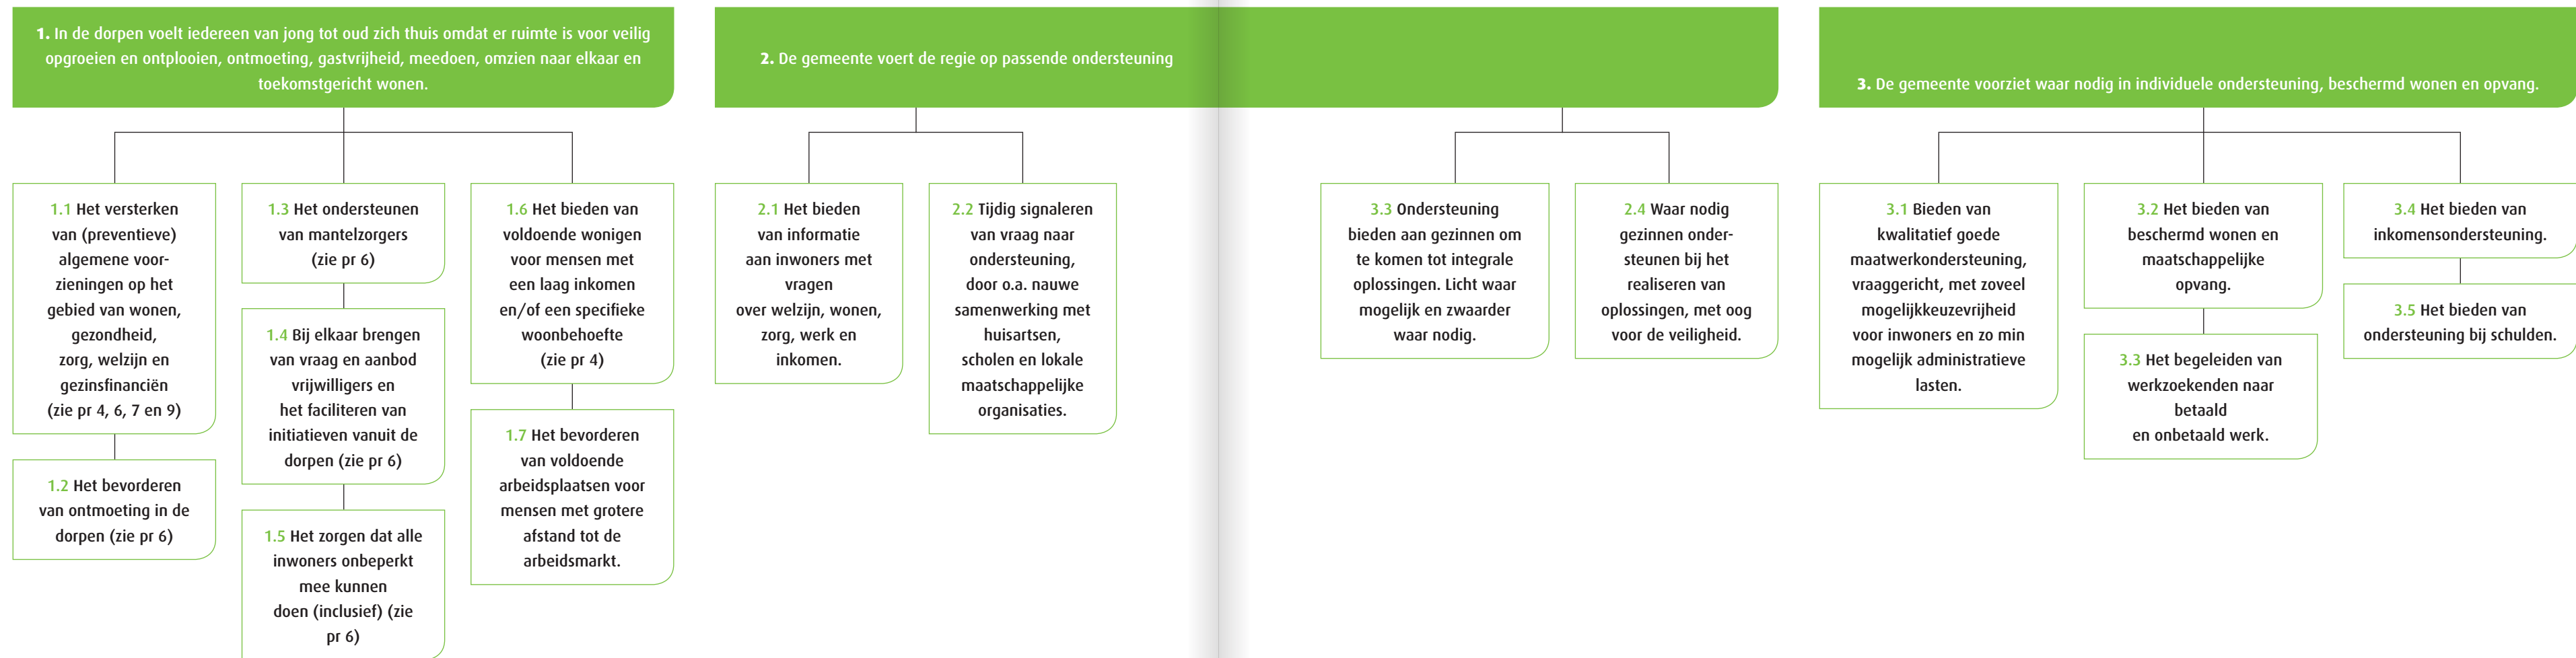 1. In de dorpen voelt iedereen van jong tot oud zich thuis omdat er ruimte is voor veilig
opgroeien en ontplooien, ontmoeting, gastvrijheid, meedoen, omzien naar elkaar en
toekomstgericht wonen.
1.1 Het versterken
van (preventieve)
algemene voor-
zieningen op het
gebied van wonen,
gezondheid,
zorg, welzijn en
gezinsfinanciën
(zie pr 4, 6, 7 en 9)
1.2 Het bevorderen
van ontmoeting in de
dorpen (zie pr 6)
1.3 Het ondersteunen
van mantelzorgers
(zie pr 6)
1.4 Bij elkaar brengen
van vraag en aanbod
vrijwilligers en
het faciliteren van
initiatieven vanuit de
dorpen (zie pr 6)
1.5 Het zorgen dat alle
inwoners onbeperkt
mee kunnen
doen (inclusief) (zie
pr 6)
1.6 Het bieden van
voldoende wonigen
voor mensen met
een laag inkomen
en/of een specifieke
woonbehoefte
(zie pr 4)
1.7 Het bevorderen
van voldoende
arbeidsplaatsen voor
mensen met grotere
afstand tot de
arbeidsmarkt.
2. De gemeente voert de regie op passende ondersteuning
2.1 Het bieden
van informatie
aan inwoners met
vragen
over welzijn, wonen,
zorg, werk en
inkomen.
2.2 Tijdig signaleren
van vraag naar
ondersteuning,
door o.a. nauwe
samenwerking met
huisartsen,
scholen en lokale
maatschappelijke
organisaties.
3.3 Ondersteuning
bieden aan gezinnen om
te komen tot integrale
oplossingen. Licht waar
mogelijk en zwaarder
waar nodig.
2.4 Waar nodig
gezinnen onder-
steunen bij het
realiseren van
oplossingen, met oog
voor de veiligheid.
3. De gemeente voorziet waar nodig in individuele ondersteuning, beschermd wonen en opvang.
3.1 Bieden van
kwalitatief goede
maatwerkondersteuning,
vraaggericht, met zoveel
mogelijkkeuzevrijheid
voor inwoners en zo min
mogelijk administratieve
lasten.
3.2 Het bieden van
beschermd wonen en
maatschappelijke
opvang.
3.3 Het begeleiden van
werkzoekenden naar
betaald
en onbetaald werk.
3.4 Het bieden van
inkomensondersteuning.
3.5 Het bieden van
ondersteuning bij schulden.